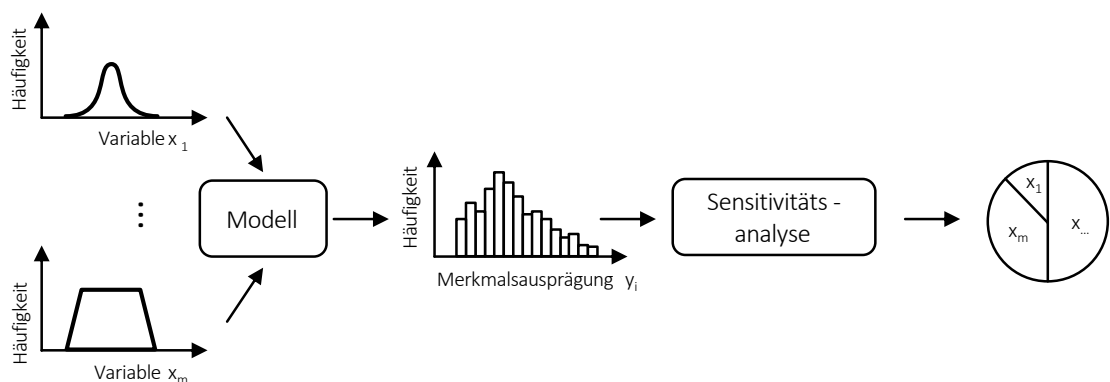 Häufigkeit
Variable x 1
⋮
Häufigkeit
Variable xm
Modell
Häufigkeit
Merkmalsausprägung yi
Sensitivitäts -
analyse
x1
xm
x...